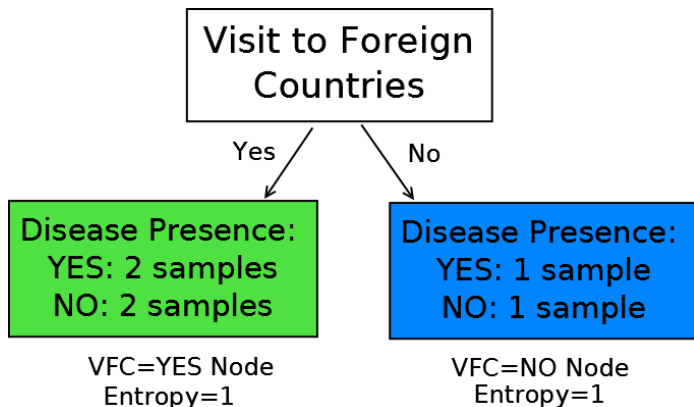 Visit to Foreign
Countries
Yes
No
Disease Presence:
YES: 2 samples
NO: 2 samples
Disease Presence:
YES: 1 sample
NO: 1 sample
VFC=YES Node
Entropy=1
VFC=NO Node
Entropy=1